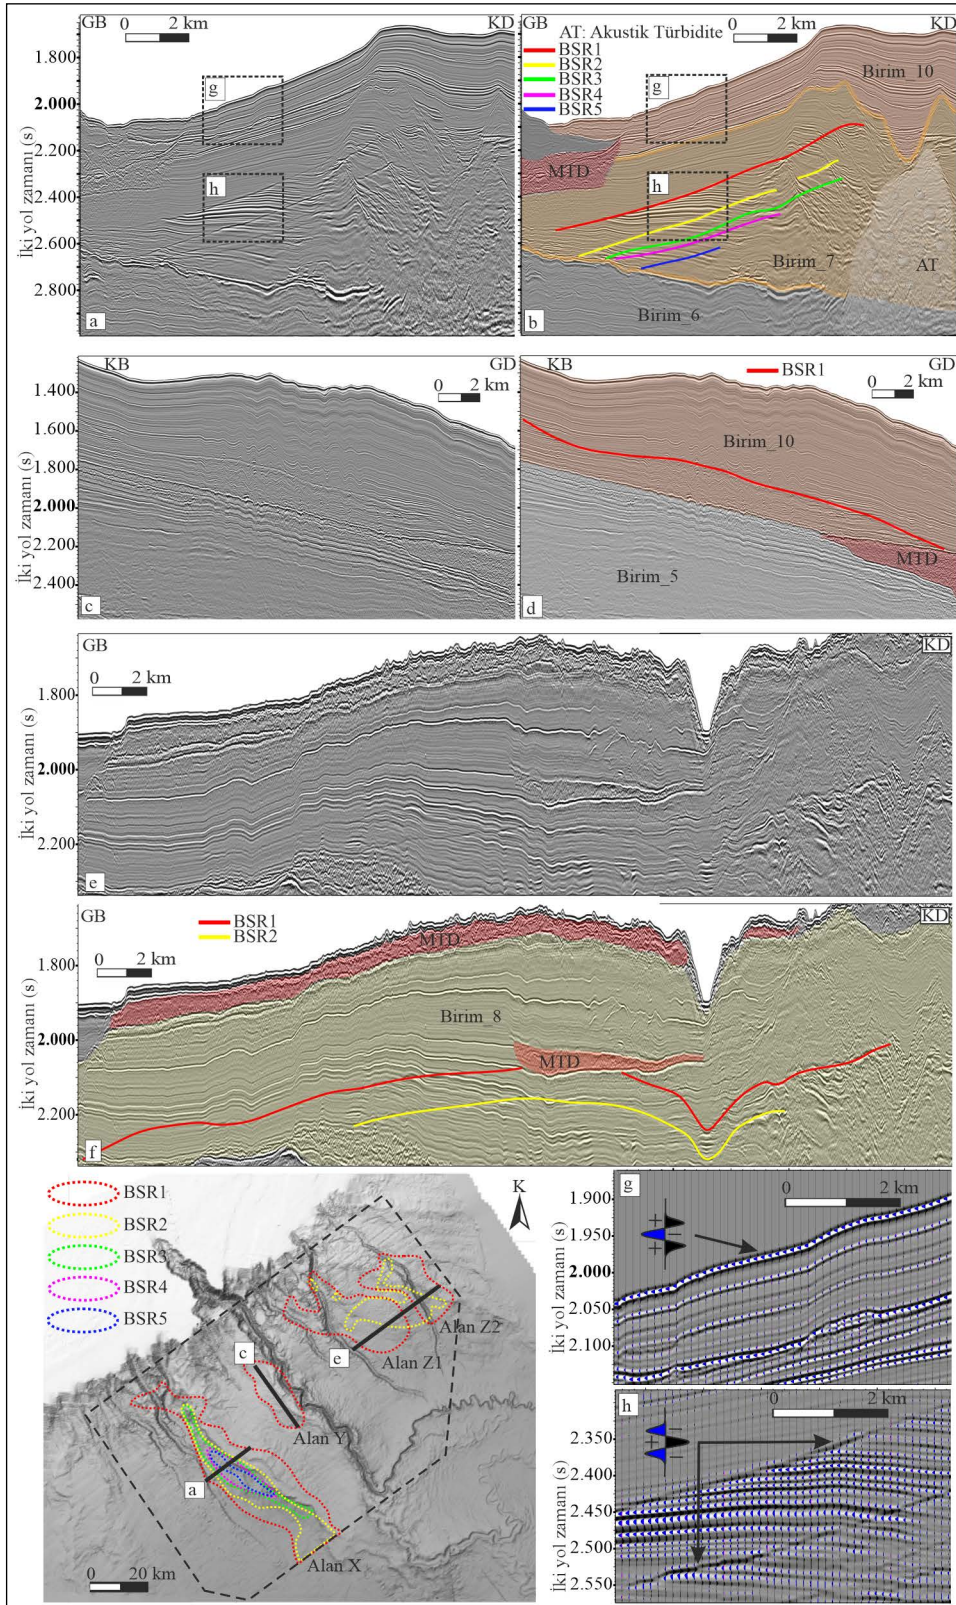 GB
KD
0 2 km
1.800
2.000
2.200
2.400
2.600
2.800
İki yol zamanı (s)
g
h
a
GB
KD
AT: Akustik Türbidite
0 2 km
BSR1
BSR2
BSR3
BSR4
BSR5
g
Birim_10
MTD
h
Birim_7
AT
Birim_6
b
KB
GD
0 2 km
1.400
1.600
1.800
2.000
2.200
2.400
İki yol zamanı (s)
c
KB
GD
BSR1
0 2 km
Birim_10
MTD
Birim_5
d
GB
KD
0 2 km
1.800
2.000
2.200
İki yol zamanı (s)
e
GB
KD
BSR1
BSR2
0 2 km
MTD
1.800
2.000
2.200
İki yol zamanı (s)
Birim_8
MTD
f
BSR1
BSR2
BSR3
BSR4
BSR5
K
Alan Z2
Alan Z1
e
c
Alan Y
a
Alan X
0 20 km
g
0 2 km
+
-
+
1.900
1.950
2.000
2.050
2.100
İki yol zamanı (s)
h
0 2 km
-
+
-
2.350
2.400
2.450
2.500
2.550
İki yol zamanı (s)